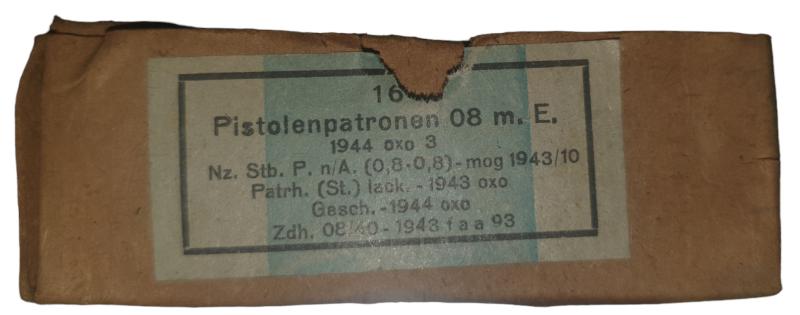 16
Pistolenpatronen 08 m. E.
1944 oxo 3
Nz. Stb. P. n/A. (0,8·0,8) - mog 1943/10
Patrh. (St.) lack. - 1943 oxo
Gesch. - 1944 oxo
Zdh. 08/40 - 1943 f a a 93